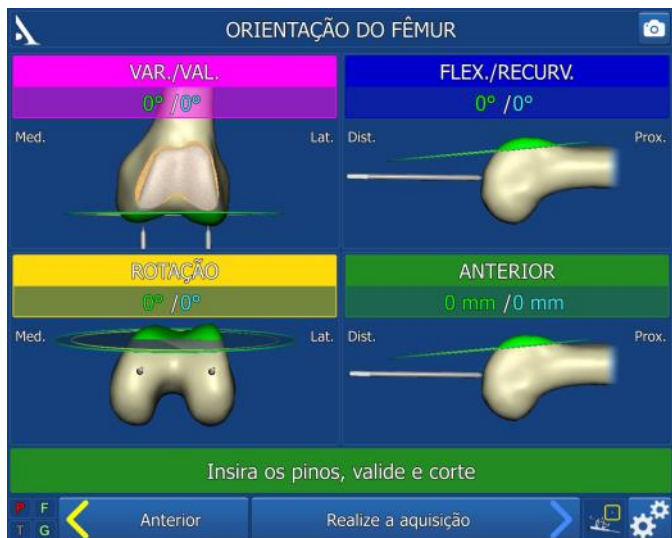 ORIENTAÇÃO DO FÊMUR
VAR./VAL.
0° /0°
Med.
Lat.
FLEX./RECURV.
0° /0°
Dist.
Prox.
ROTAÇÃO
0° /0°
Med.
Lat.
ANTERIOR
0 mm /0 mm
Dist.
Prox.
Insira os pinos, valide e corte
P F
T G
Anterior
Realize a aquisição